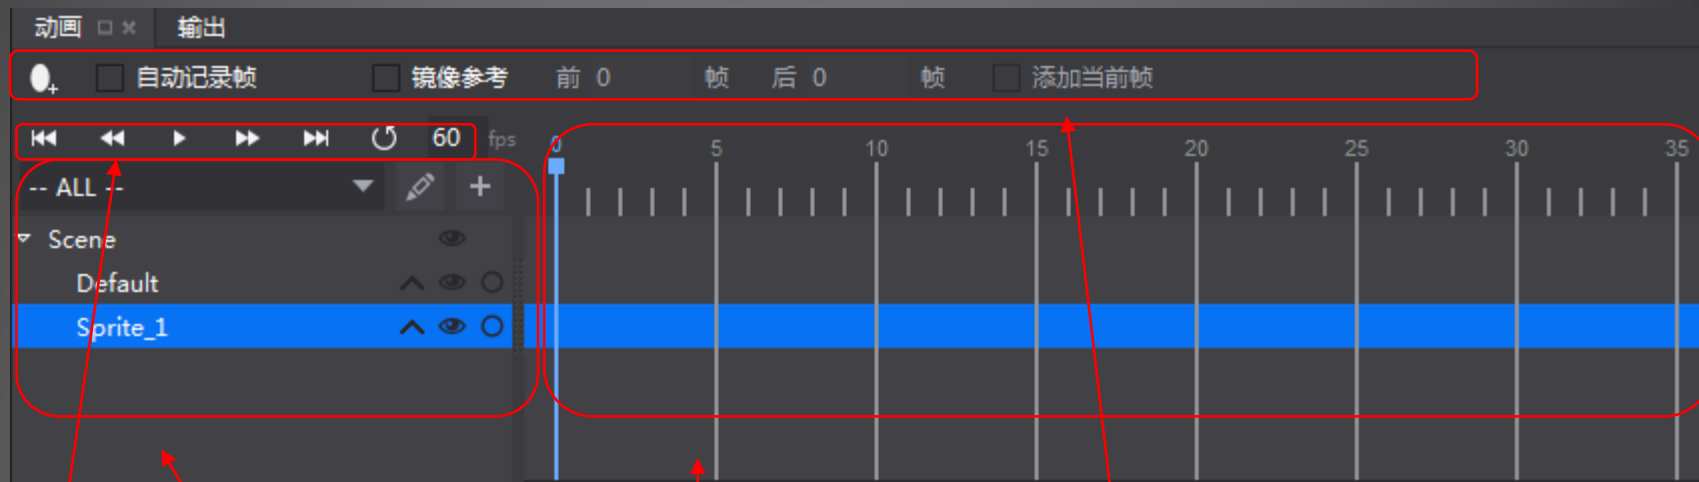 动画 输出
自动记录帧 镜像参考 前 0 帧 后 0 帧 添加当前帧
60 fps 0 5 10 15 20 25 30 35
-- ALL --
Scene
Default
Sprite_1